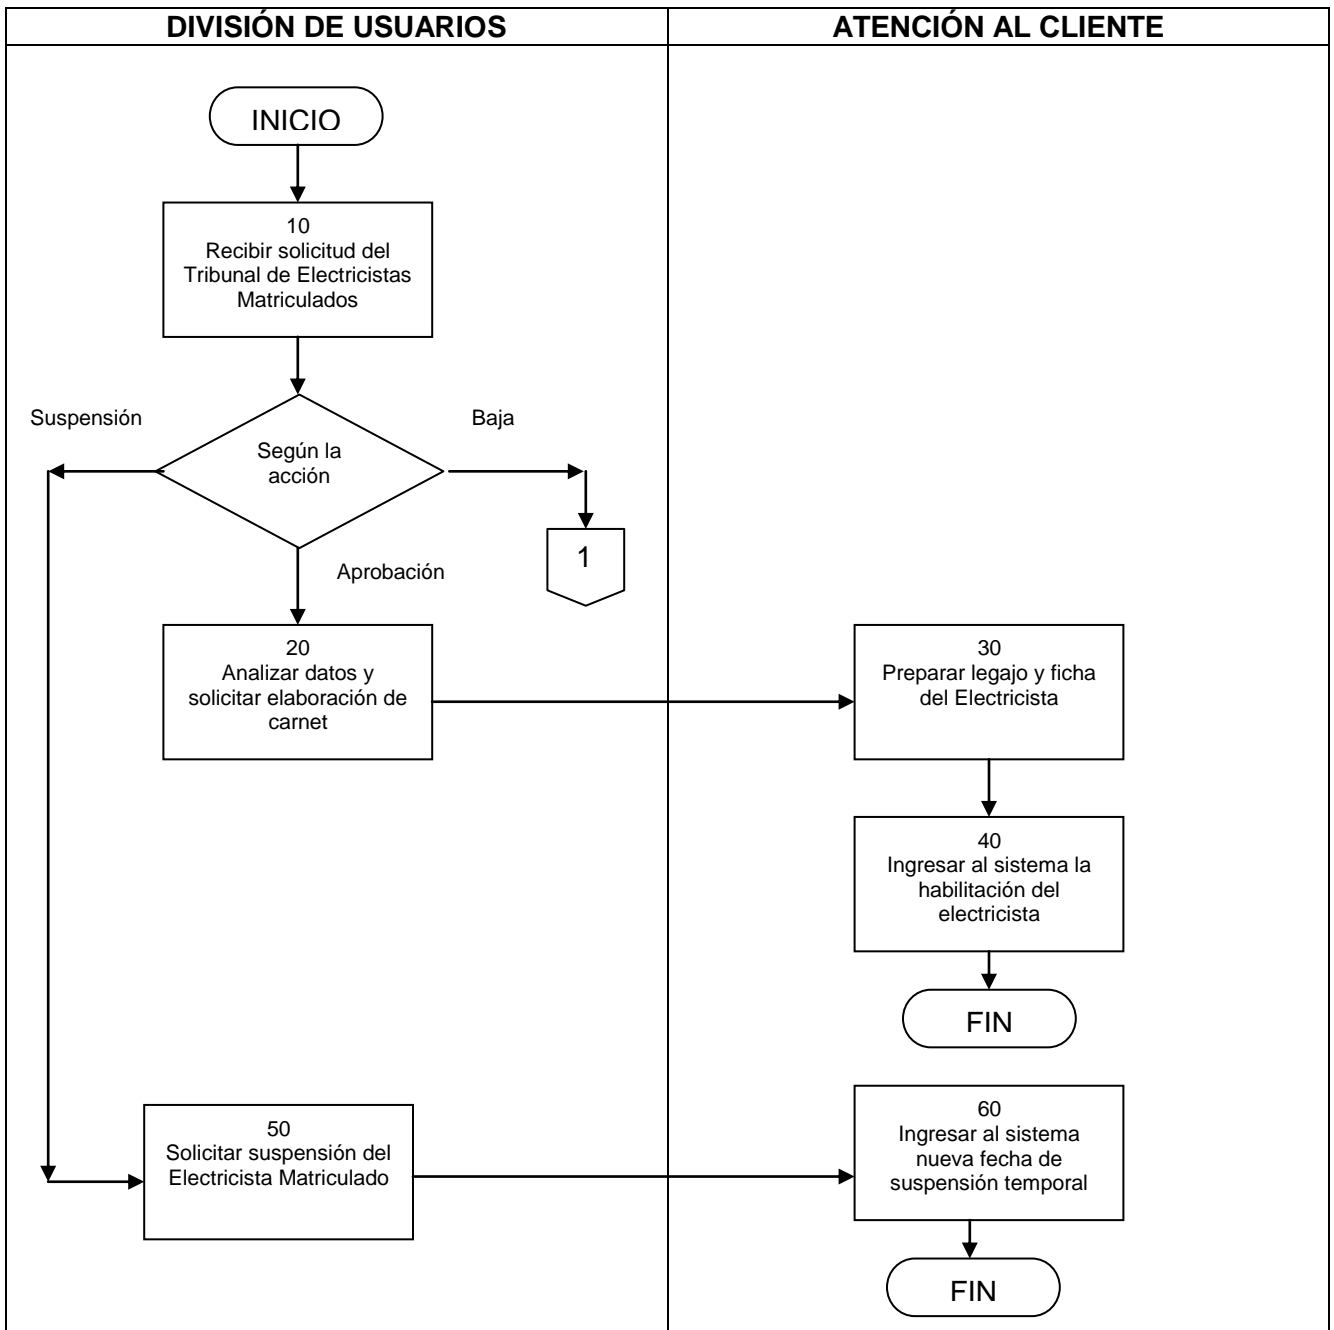 DIVISIÓN DE USUARIOS
ATENCIÓN AL CLIENTE
INICIO
10
Recibir solicitud del
Tribunal de Electricistas
Matriculados
Suspensión
Baja
Según la
acción
1
Aprobación
20
Analizar datos y
solicitar elaboración de
carnet
30
Preparar legajo y ficha
del Electricista
40
Ingresar al sistema la
habilitación del
electricista
FIN
50
Solicitar suspensión del
Electricista Matriculado
60
Ingresar al sistema
nueva fecha de
suspensión temporal
FIN